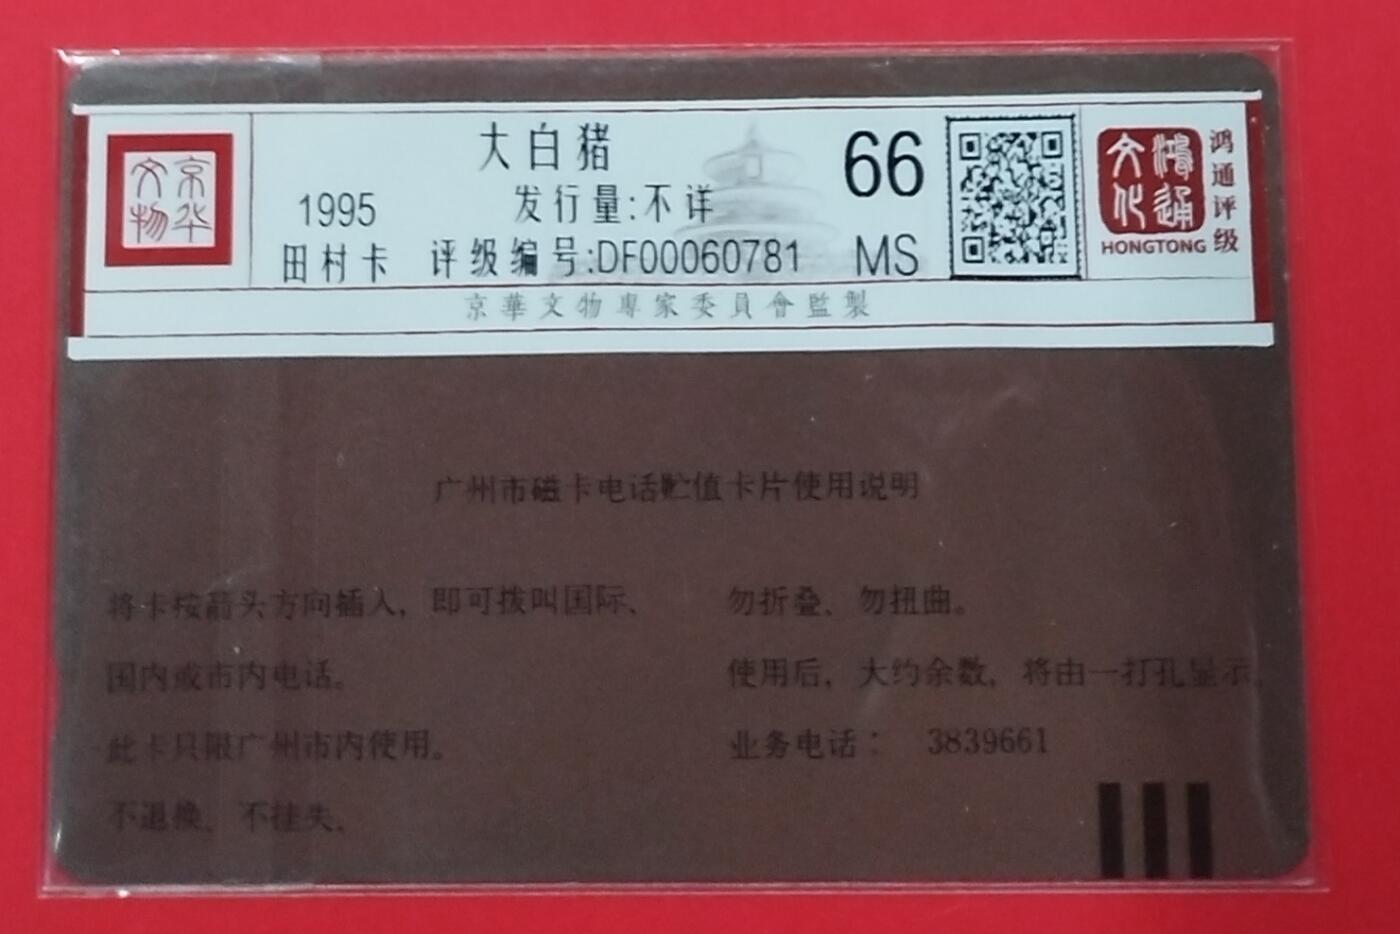 京华
文物
大白猪
1995
发行量:不详
田村卡
评级编号:DF00060781
66
MS
鸿通
文化
HONGTONG
鸿通评级
京華文物專家委員會監製
广州市磁卡电话贮值卡片使用说明
将卡按箭头方向插入，即可拨叫国际、
国内或市内电话。
此卡只限广州市内使用。
不退换、不挂失。
勿折叠、勿扭曲。
使用后，大约余数，将由一打孔显示。
业务电话： 3839661